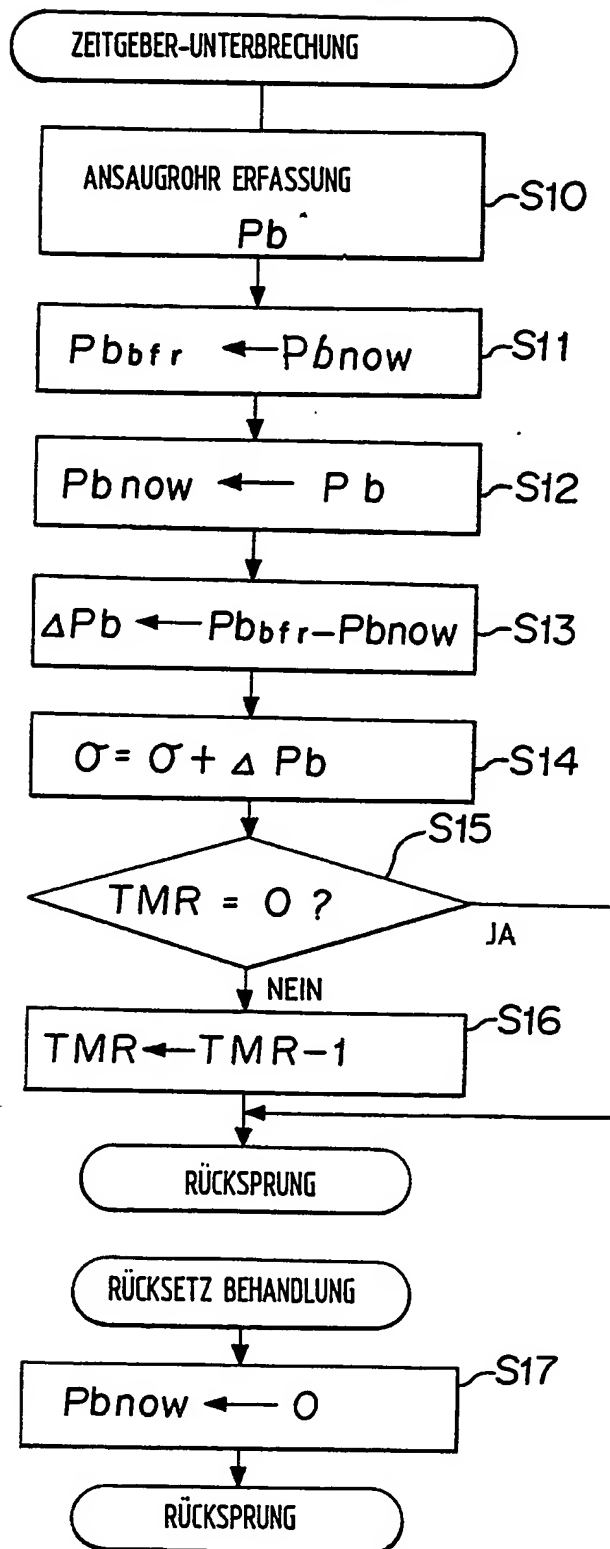 ZEITGEBER-UNTERBRECHUNG
ANSAUGROHR ERFASSUNG
Pb
S10
Pbbfr ← Pbnow
S11
Pbnow ← Pb
S12
ΔPb ← Pbbfr-Pbnow
S13
σ = σ + Δ Pb
S14
S15
TMR = 0 ?
JA
NEIN
S16
TMR ← TMR-1
RÜCKSPRUNG
RÜCKSETZ BEHANDLUNG
S17
Pbnow ← 0
RÜCKSPRUNG